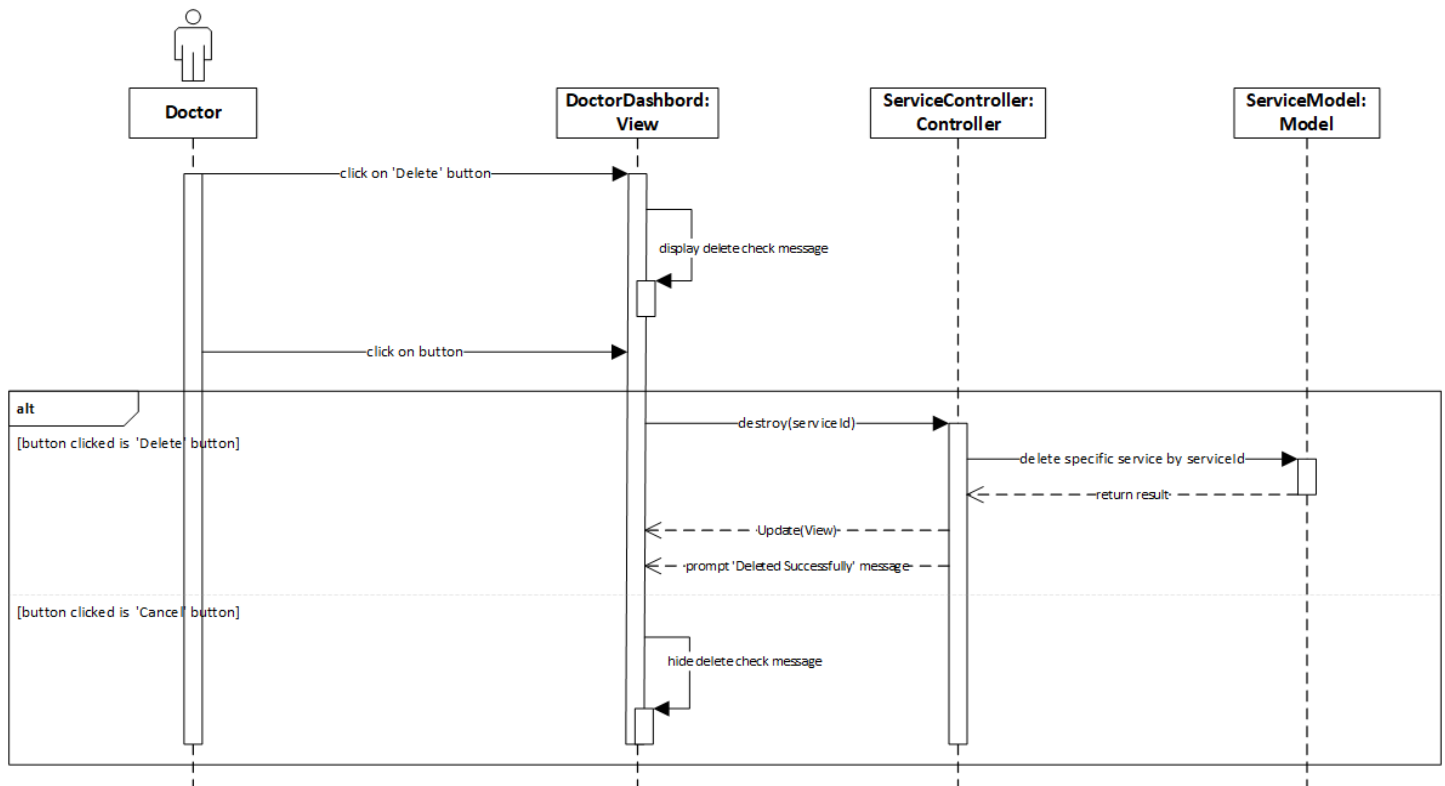 Doctor
DoctorDashbord:
View
ServiceController:
Controller
ServiceModel:
Model
click on 'Delete' button
display delete check message
click on button
alt
[button clicked is 'Delete' button]
destroy(serviceId)
delete specific service by serviceId
return result
Update(View)
prompt 'Deleted Successfully' message
[button clicked is 'Cancel' button]
hide delete check message